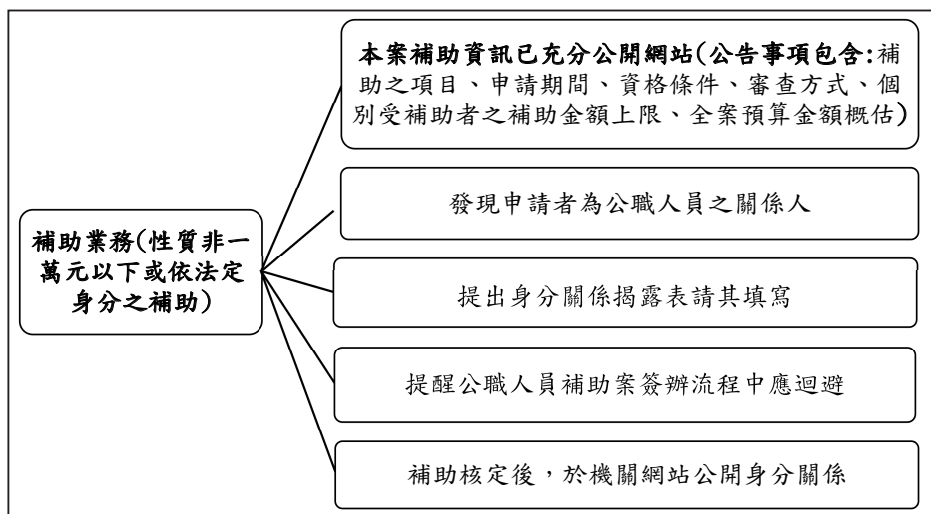 本案補助資訊已充分公開網站(公告事項包含:補
助之項目、申請期間、資格條件、審查方式、個
別受補助者之補助金額上限、全案預算金額概估)
發現申請者為公職人員之關係人
補助業務(性質非一
萬元以下或依法定
身分之補助)
提出身分關係揭露表請其填寫
提醒公職人員補助案簽辦流程中應迴避
補助核定後，於機關網站公開身分關係